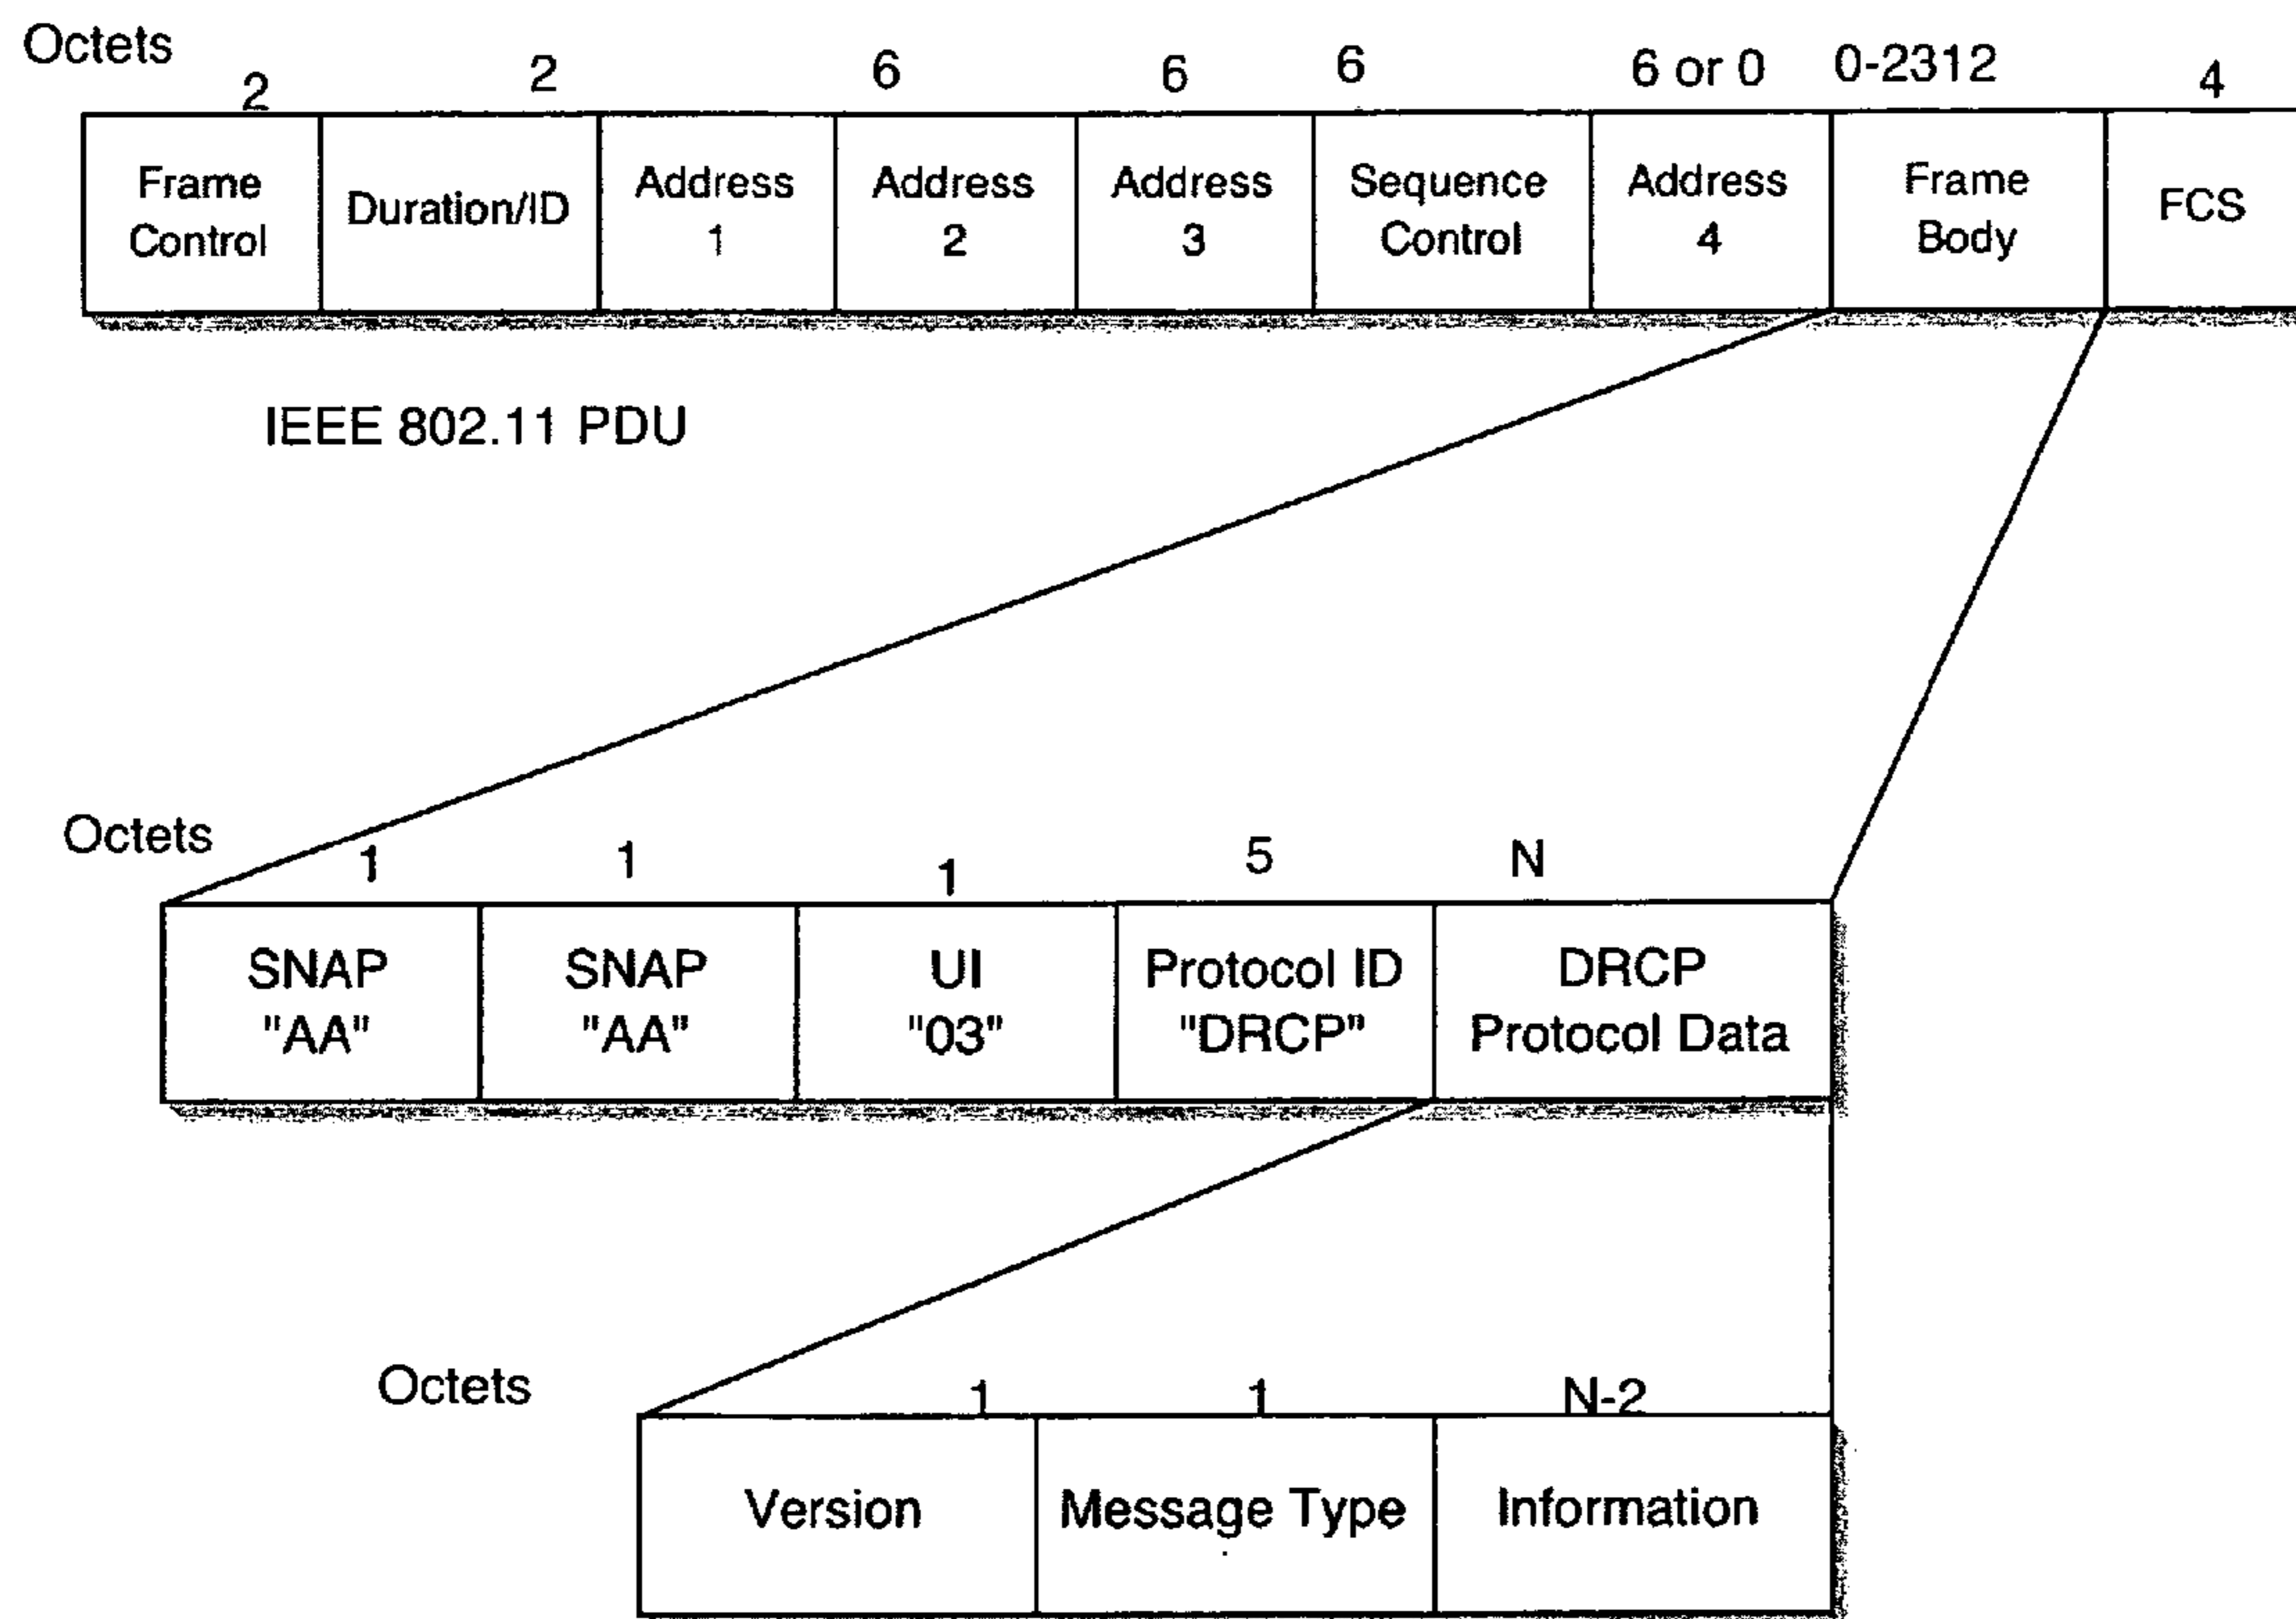 Octets 2 2 6 6 6 6 or 0 0-2312 4
Frame Control Duration/ID Address 1 Address 2 Address 3 Sequence Control Address 4 Frame Body FCS
IEEE 802.11 PDU
Octets 1 1 1 5 N
SNAP "AA" SNAP "AA" UI "03" Protocol ID "DRCP" DRCP Protocol Data
Octets 1 1 N-2
Version Message Type Information